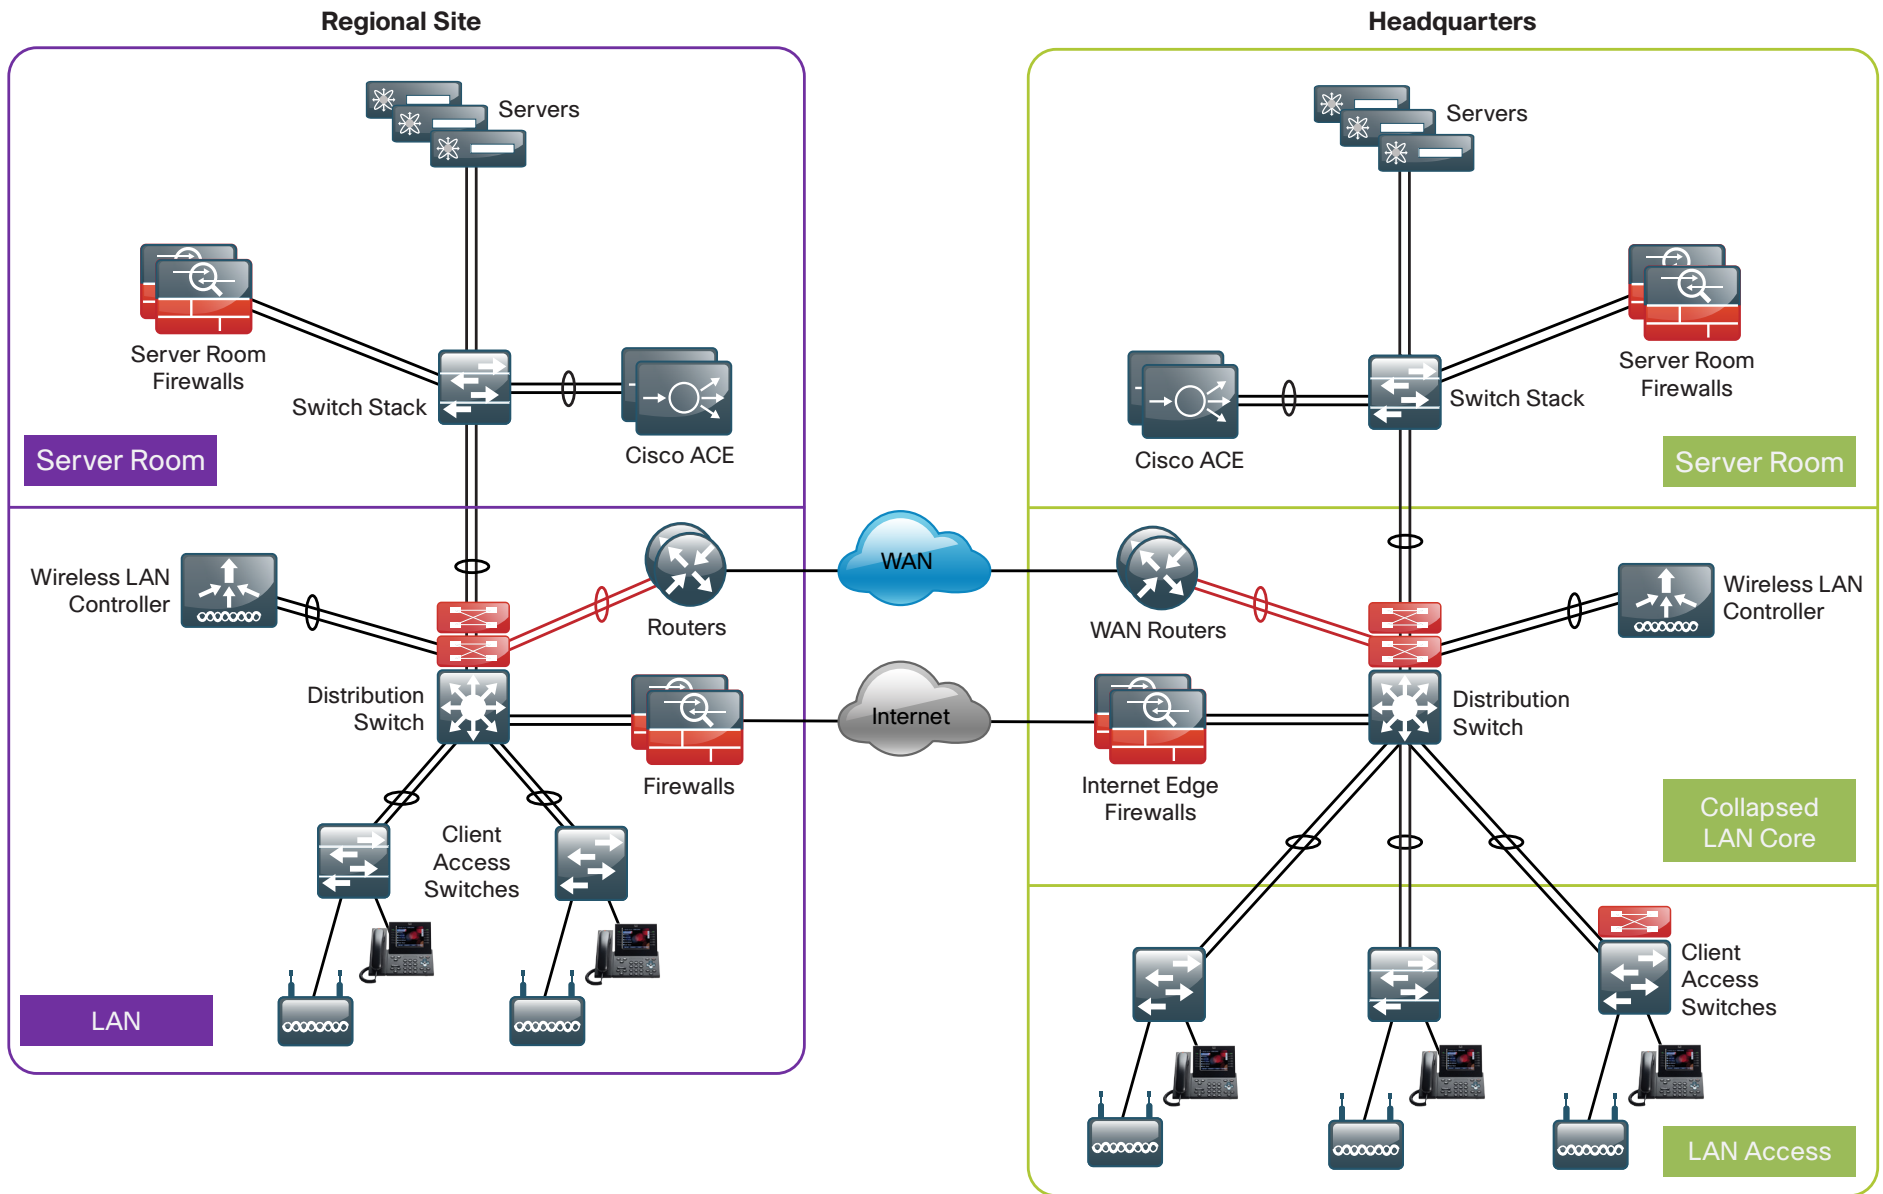 Regional Site
Headquarters
Servers
Server Room
Firewalls
Switch Stack
Cisco ACE
Server Room
Wireless LAN
Controller
Routers
Distribution
Switch
Firewalls
Client
Access
Switches
LAN
WAN
Internet
Servers
Server Room
Firewalls
Switch Stack
Cisco ACE
Server Room
WAN Routers
Wireless LAN
Controller
Distribution
Switch
Internet Edge
Firewalls
Collapsed
LAN Core
Client
Access
Switches
LAN Access